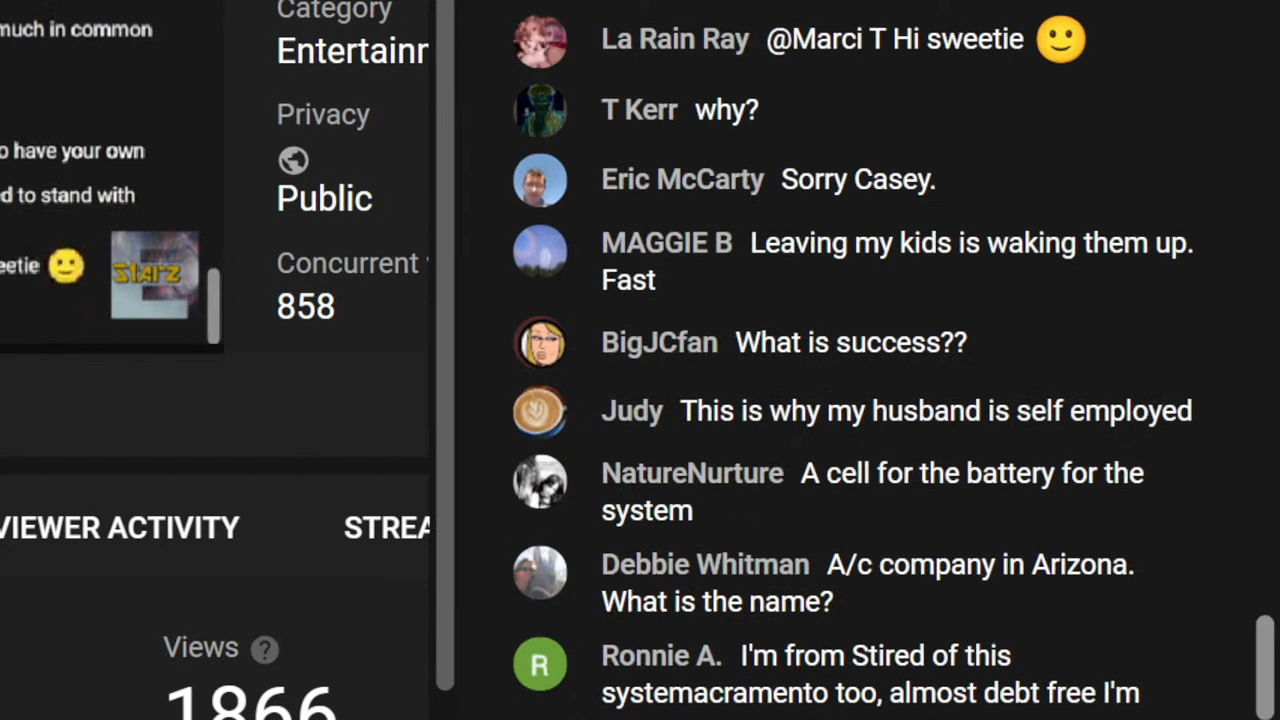 much in common
o have your own
d to stand with
eetie
starz
Category
Entertainr
Privacy
Public
Concurrent
858
VIEWER ACTIVITY
STREA
Views ?
1866
La Rain Ray @Marci T Hi sweetie
T Kerr why?
Eric McCarty Sorry Casey.
MAGGIE B Leaving my kids is waking them up.
Fast
BigJCfan What is success??
Judy This is why my husband is self employed
NatureNurture A cell for the battery for the
system
Debbie Whitman A/c company in Arizona.
What is the name?
R
Ronnie A. I'm from Stired of this
systemacramento too, almost debt free I'm